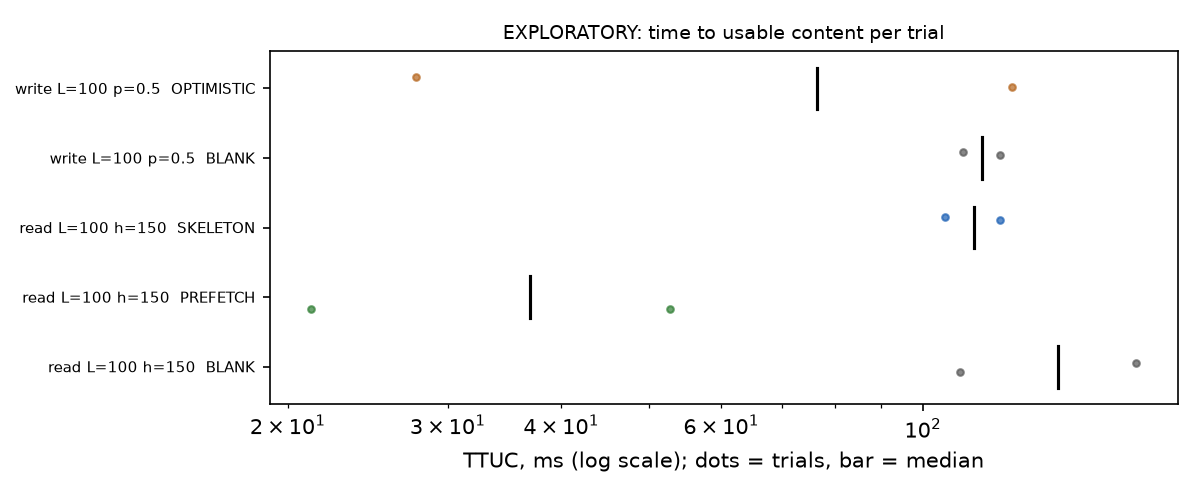 EXPLORATORY: time to usable content per trial
write L=100 p=0.5  OPTIMISTIC
write L=100 p=0.5  BLANK
read L=100 h=150  SKELETON
read L=100 h=150  PREFETCH
read L=100 h=150  BLANK
2 × 10¹ 3 × 10¹ 4 × 10¹ 6 × 10¹ 10²
TTUC, ms (log scale); dots = trials, bar = median